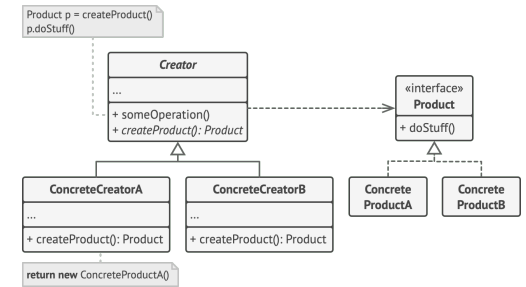 Product p = createProduct()
p.doStuff()
Creator
...
+ someOperation()
+ createProduct(): Product
«interface»
Product
+ doStuff()
ConcreteCreatorA
...
+ createProduct(): Product
ConcreteCreatorB
...
+ createProduct(): Product
Concrete
ProductA
Concrete
ProductB
return new ConcreteProductA()